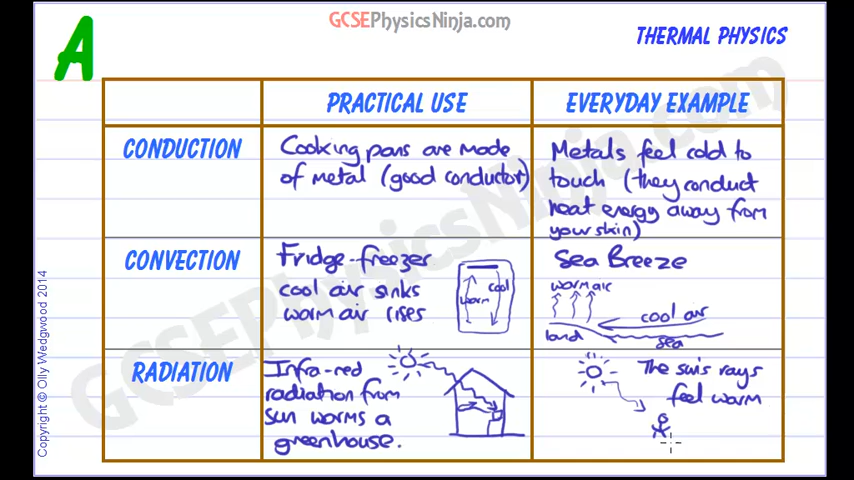 GCSEPhysicsNinja.com
A
THERMAL PHYSICS
PRACTICAL USE
EVERYDAY EXAMPLE
CONDUCTION
Cooking pans are made
of metal (good conductor)
Metals feel cold to
touch (they conduct
heat energy away from
your skin)
CONVECTION
Fridge-freezer
cool air sinks
warm air rises
warm
cool
Sea Breeze
warm air
cool air
land
sea
RADIATION
Infra-red
radiation from
sun warms a
greenhouse.
The sun's rays
feel warm
Copyright © Olly Wedgwood 2014
GCSEPhysicsNinja.com